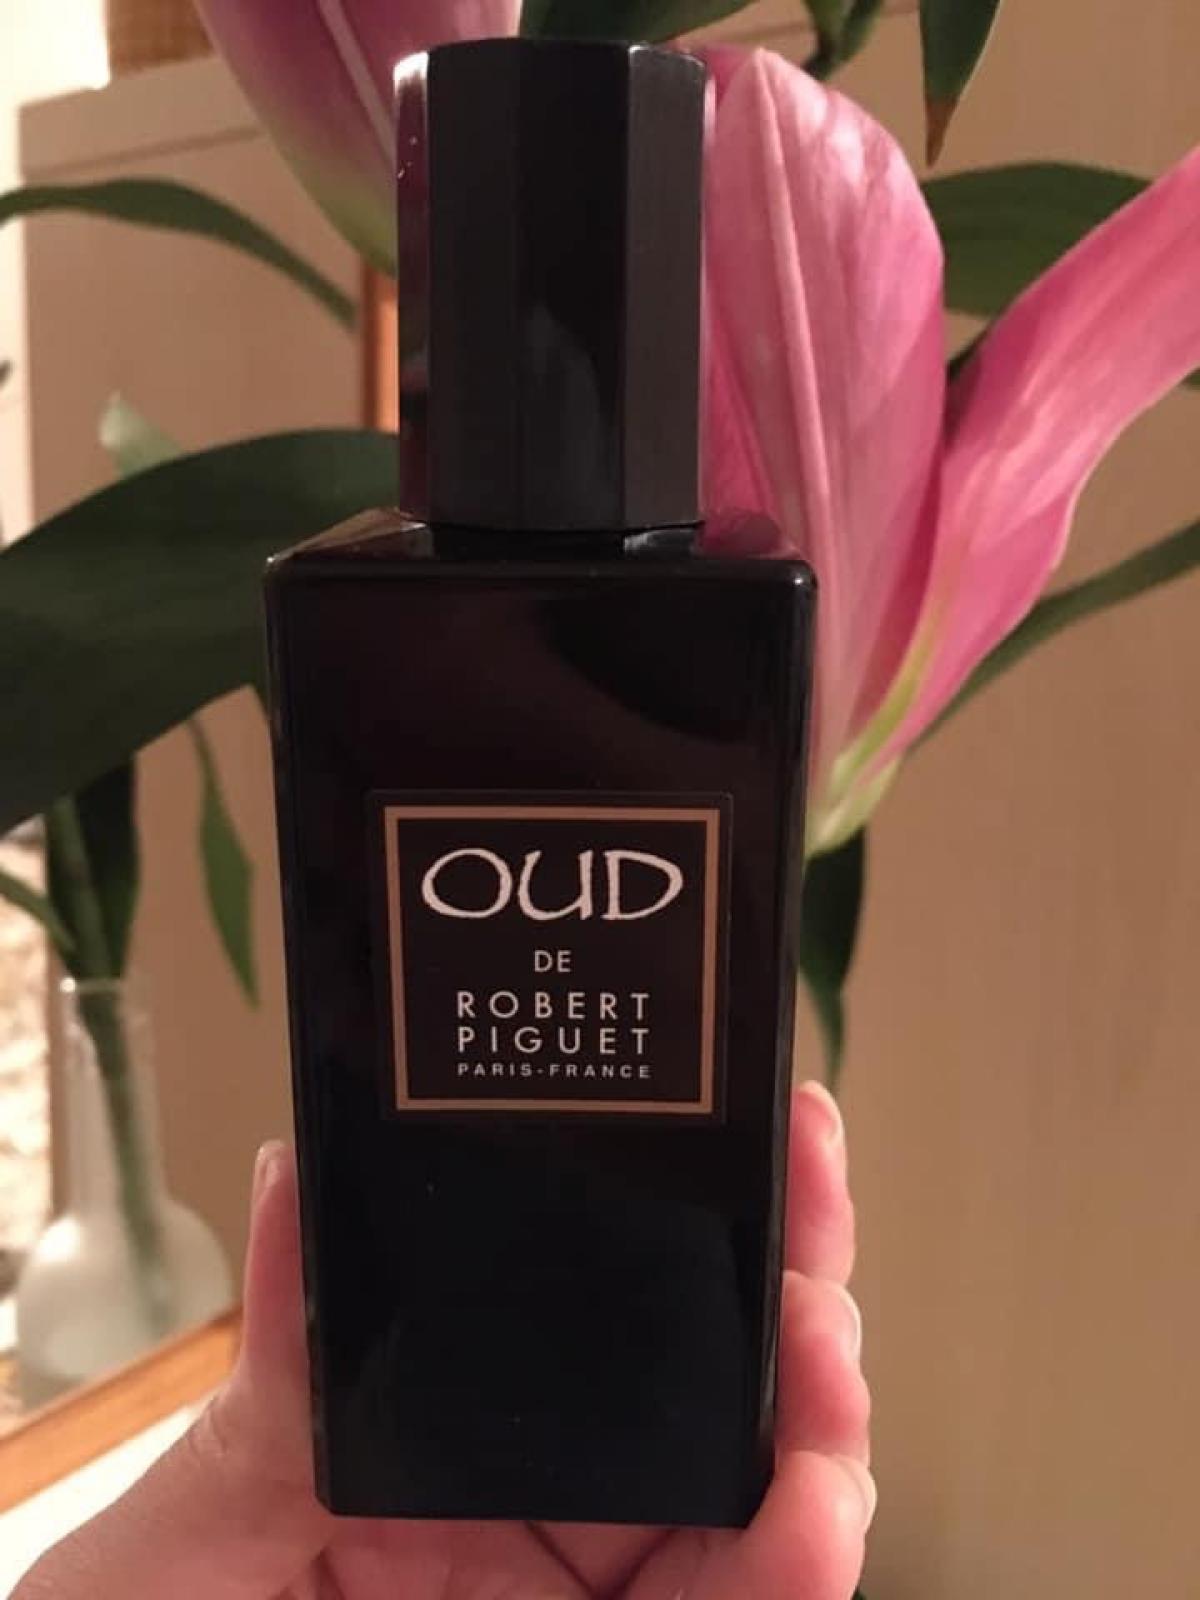 OUD
DE
ROBERT
PIGUET
PARIS-FRANCE